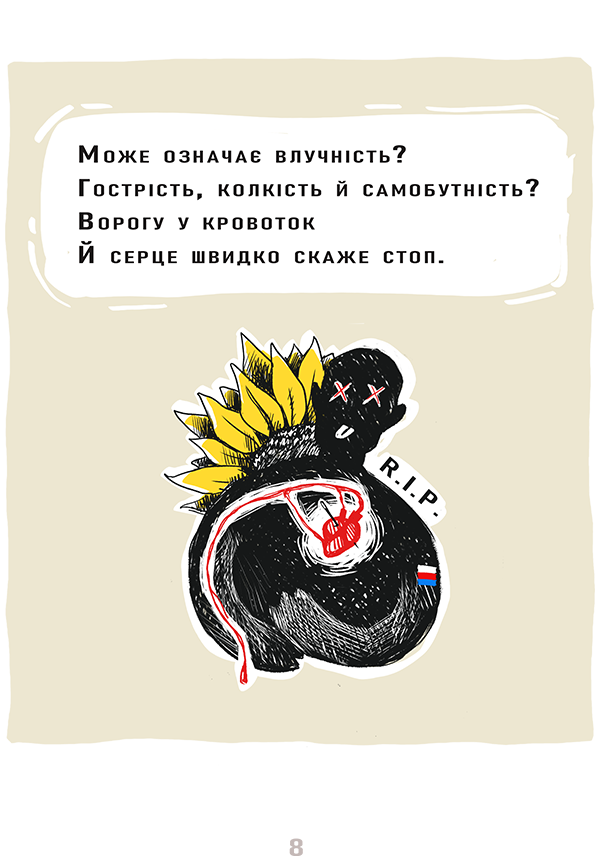 Може означає влучність?
Гострість, колкість й самобутність?
Ворогу у кровоток
Й серце швидко скаже стоп.
R.I.P.
8